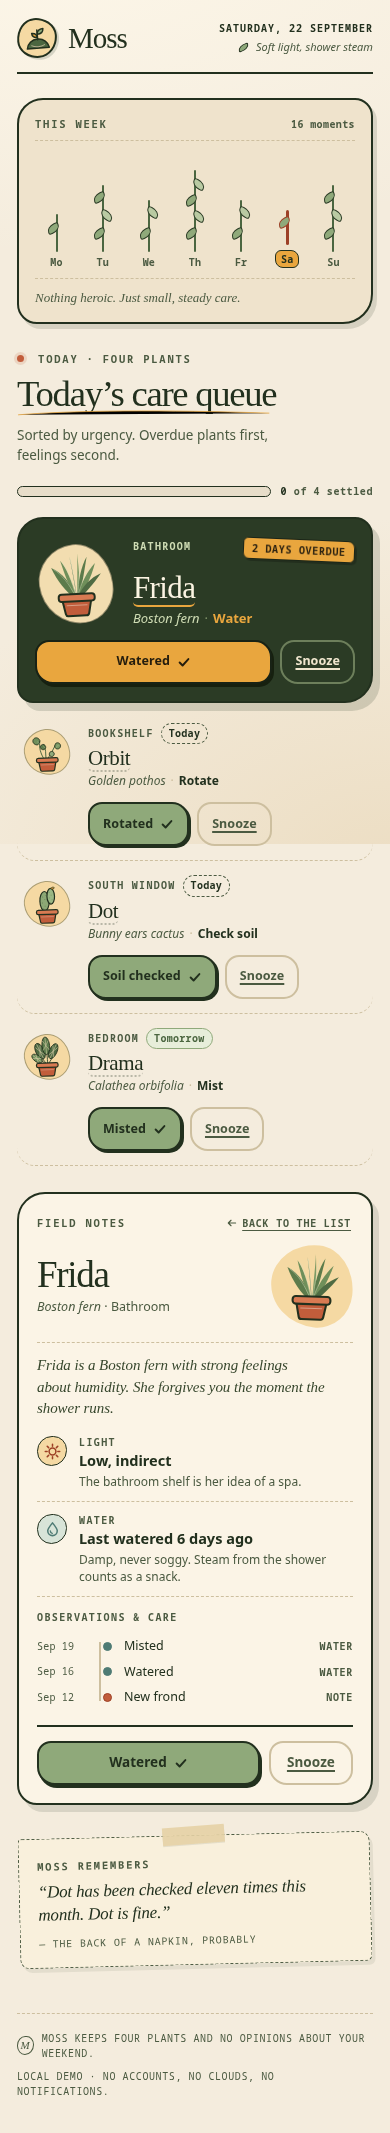 Moss
SATURDAY, 22 SEPTEMBER
Soft light, shower steam
THIS WEEK
16 moments
Mo Tu We Th Fr Sa Su
Nothing heroic. Just small, steady care.
TODAY · FOUR PLANTS
Today’s care queue
Sorted by urgency. Overdue plants first,
feelings second.
0 of 4 settled
BATHROOM
2 DAYS OVERDUE
Frida
Boston fern · Water
Watered
Snooze
BOOKSHELF Today
Orbit
Golden pothos · Rotate
Rotated
Snooze
SOUTH WINDOW Today
Dot
Bunny ears cactus · Check soil
Soil checked
Snooze
BEDROOM Tomorrow
Drama
Calathea orbifolia · Mist
Misted
Snooze
FIELD NOTES
← BACK TO THE LIST
Frida
Boston fern · Bathroom
Frida is a Boston fern with strong feelings
about humidity. She forgives you the moment the
shower runs.
LIGHT
Low, indirect
The bathroom shelf is her idea of a spa.
WATER
Last watered 6 days ago
Damp, never soggy. Steam from the shower
counts as a snack.
OBSERVATIONS & CARE
Sep 19 Misted WATER
Sep 16 Watered WATER
Sep 12 New frond NOTE
Watered
Snooze
MOSS REMEMBERS
“Dot has been checked eleven times this
month. Dot is fine.”
— THE BACK OF A NAPKIN, PROBABLY
M
MOSS KEEPS FOUR PLANTS AND NO OPINIONS ABOUT YOUR
WEEKEND.
LOCAL DEMO · NO ACCOUNTS, NO CLOUDS, NO
NOTIFICATIONS.